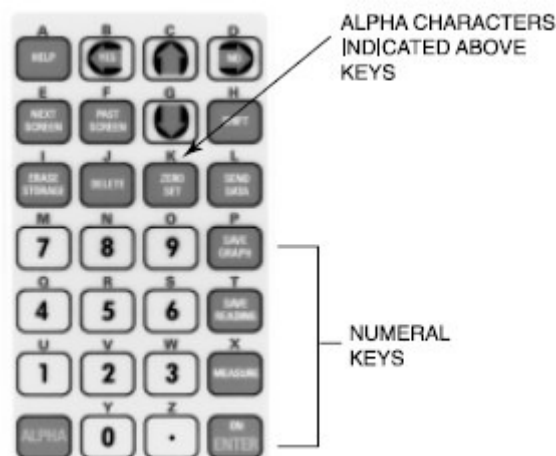 ALPHA CHARACTERS
INDICATED ABOVE
KEYS
A B C D
HELP YES NO
E F G H
NEXT SCREEN PAST SCREEN SHIFT
I J K L
ERASE STORAGE DELETE ZERO SET SEND DATA
M N O P
7 8 9 SAVE GRAPH
Q R S T
4 5 6 SAVE READING
NUMERAL
KEYS
U V W X
1 2 3 MEASURE
Y Z
ALPHA 0 . ON ENTER